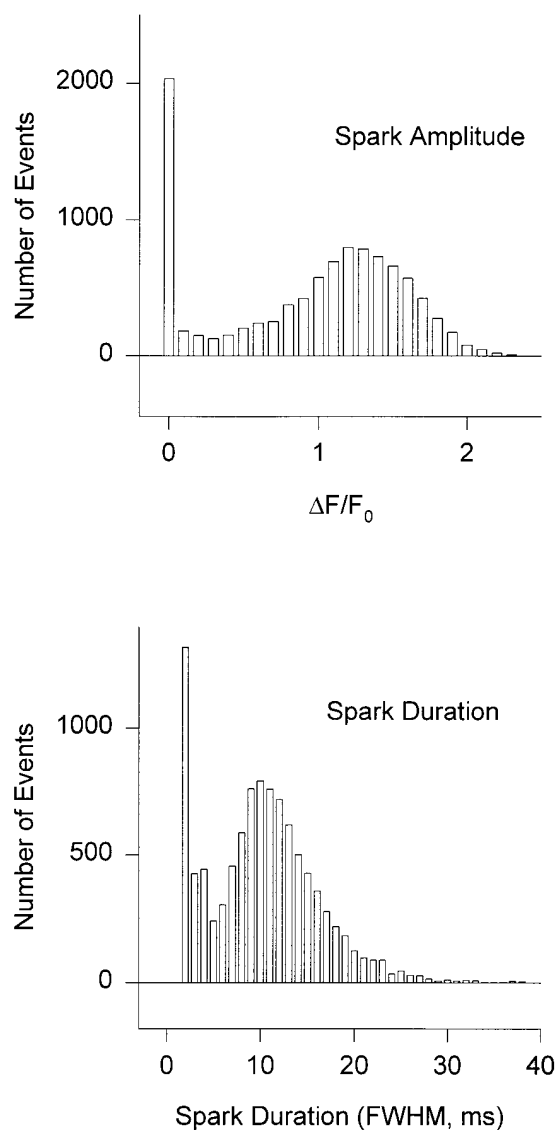 2000
1000
0
Number of Events
Spark Amplitude
0 1 2
ΔF/F0
1000
500
0
Number of Events
Spark Duration
0 10 20 30 40
Spark Duration (FWHM, ms)